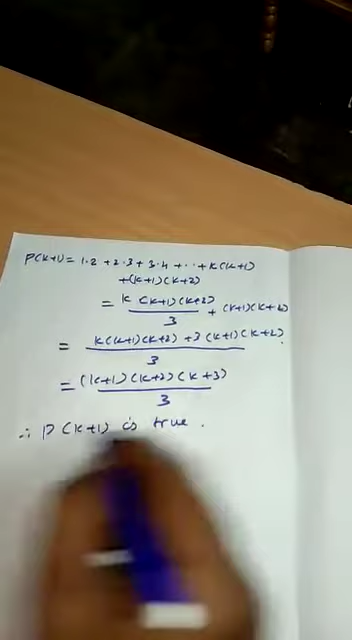 P(k+1) = 1.2 + 2.3 + 3.4 + ... + k(k+1)
+(k+1)(k+2)
= k(k+1)(k+2)/3 + (k+1)(k+2)
= k(k+1)(k+2) + 3(k+1)(k+2)/3
= (k+1)(k+2)(k+3)/3
∴ P(k+1) is true.